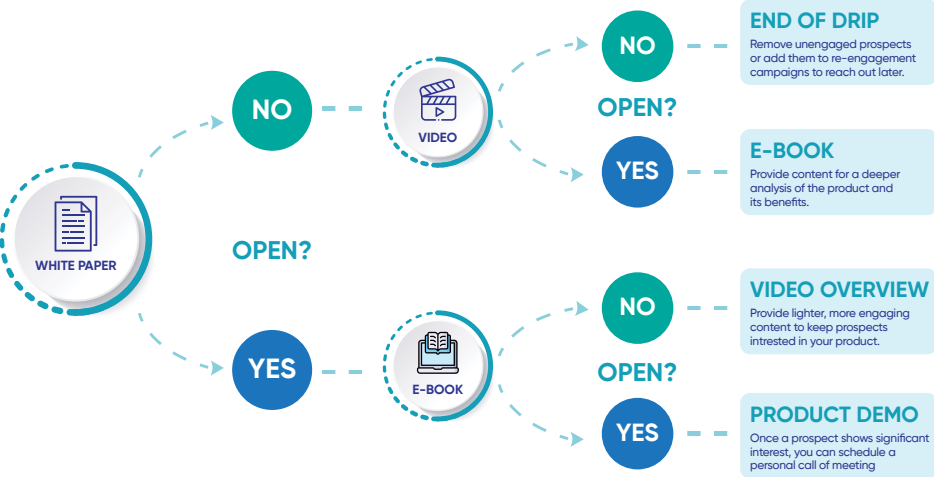 WHITE PAPER
OPEN?
NO
VIDEO
OPEN?
NO
END OF DRIP
Remove unengaged prospects
or add them to re-engagement
campaigns to reach out later.
YES
E-BOOK
Provide content for a deeper
analysis of the product and
its benefits.
YES
E-BOOK
OPEN?
NO
VIDEO OVERVIEW
Provide lighter, more engaging
content to keep prospects
intrested in your product.
YES
PRODUCT DEMO
Once a prospect shows significant
interest, you can schedule a
personal call of meeting